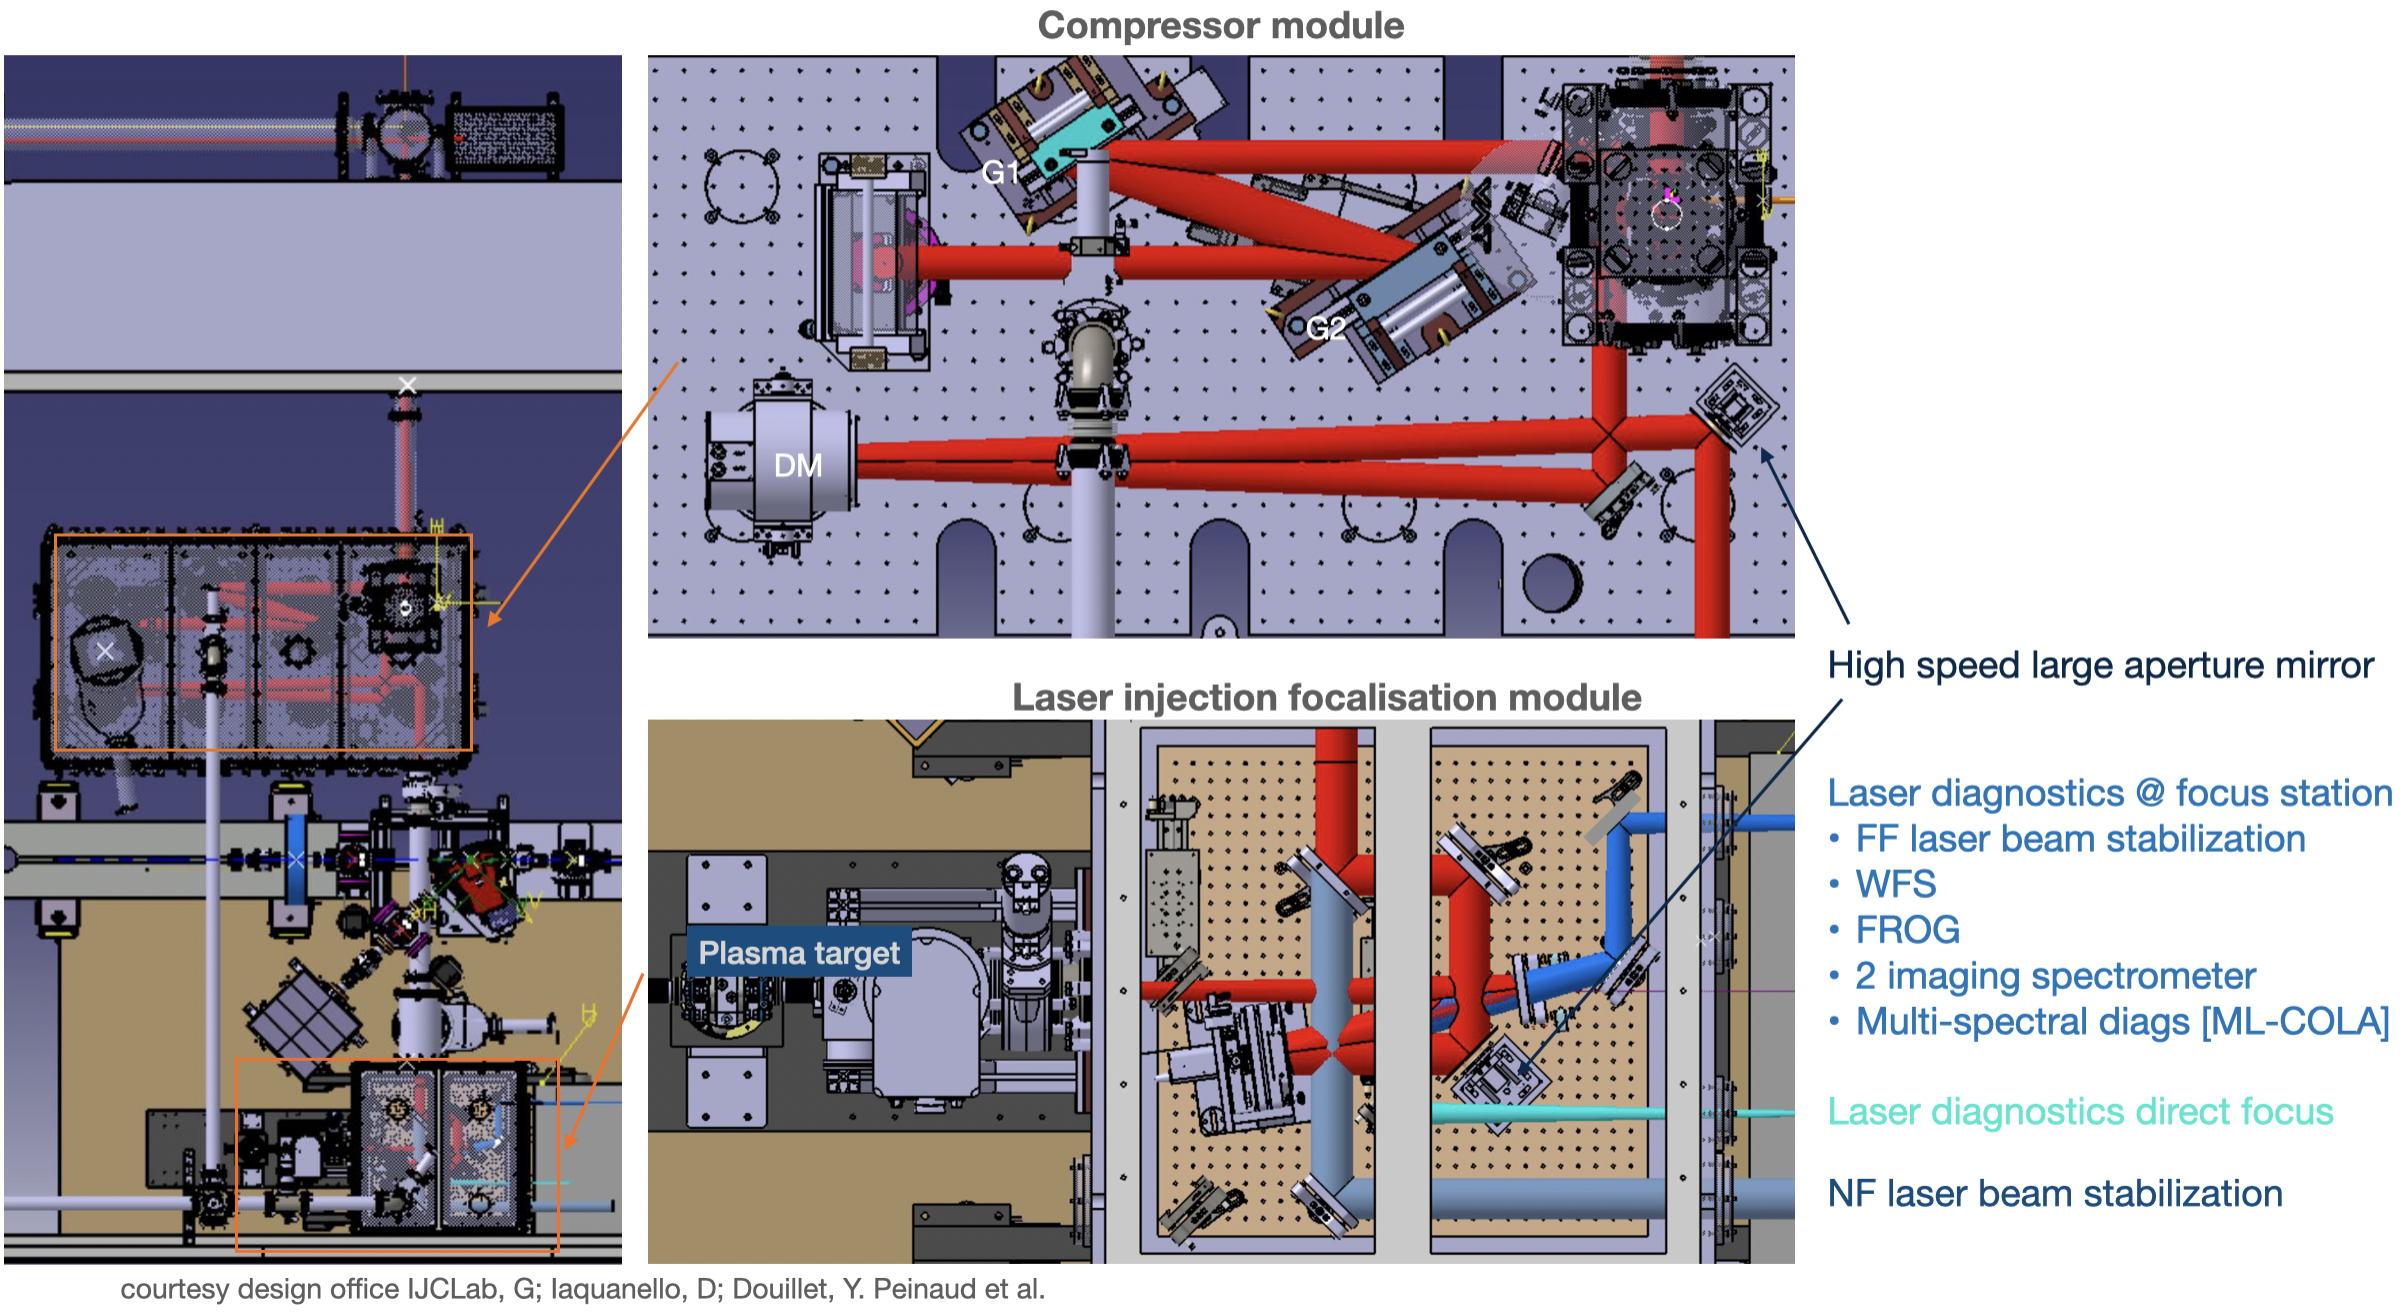 Compressor module
G1
G2
DM
High speed large aperture mirror
Laser injection focalisation module
Plasma target
Laser diagnostics @ focus station
• FF laser beam stabilization
• WFS
• FROG
• 2 imaging spectrometer
• Multi-spectral diags [ML-COLA]
Laser diagnostics direct focus
NF laser beam stabilization
courtesy design office IJCLab, G; Iaquanello, D; Douillet, Y. Peinaud et al.